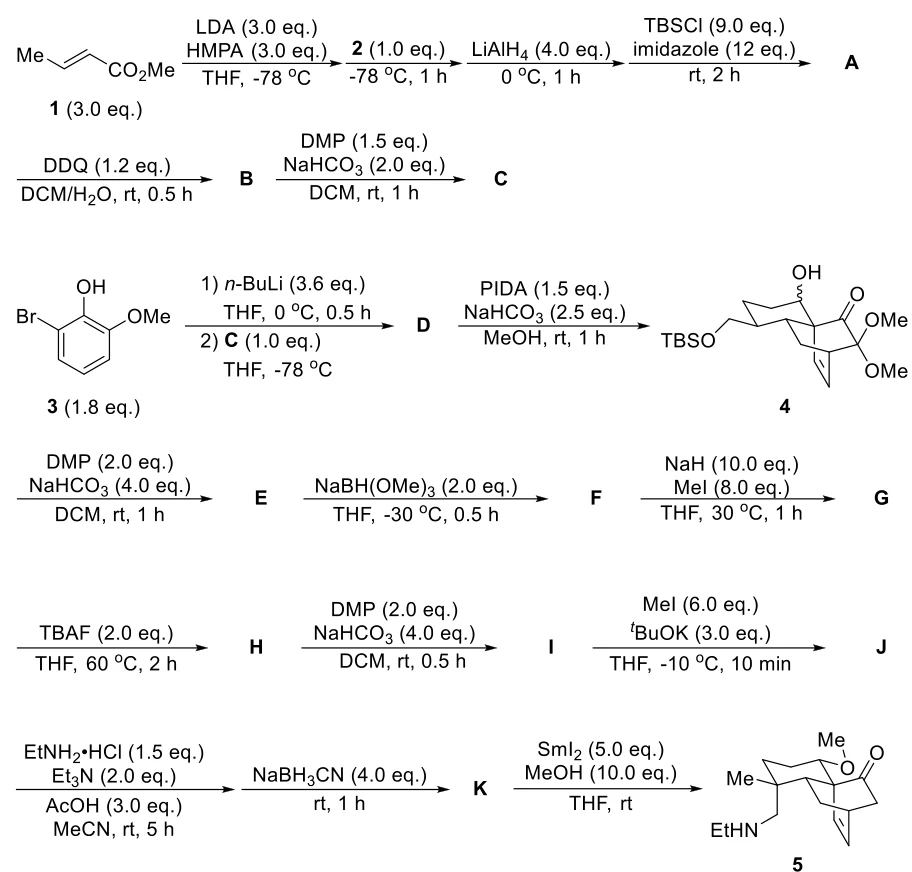 Me
CO₂Me
1 (3.0 eq.)
LDA (3.0 eq.)
HMPA (3.0 eq.)
THF, -78 °C
2 (1.0 eq.)
-78 °C, 1 h
LiAlH₄ (4.0 eq.)
0 °C, 1 h
TBSCl (9.0 eq.)
imidazole (12 eq.)
rt, 2 h
A
DDQ (1.2 eq.)
DCM/H₂O, rt, 0.5 h
B
DMP (1.5 eq.)
NaHCO₃ (2.0 eq.)
DCM, rt, 1 h
C
OH
Br
OMe
3 (1.8 eq.)
1) n-BuLi (3.6 eq.)
THF, 0 °C, 0.5 h
2) C (1.0 eq.)
THF, -78 °C
D
PIDA (1.5 eq.)
NaHCO₃ (2.5 eq.)
MeOH, rt, 1 h
OH
O
OMe
TBSO
OMe
4
DMP (2.0 eq.)
NaHCO₃ (4.0 eq.)
DCM, rt, 1 h
E
NaBH(OMe)₃ (2.0 eq.)
THF, -30 °C, 0.5 h
F
NaH (10.0 eq.)
MeI (8.0 eq.)
THF, 30 °C, 1 h
G
TBAF (2.0 eq.)
THF, 60 °C, 2 h
H
DMP (2.0 eq.)
NaHCO₃ (4.0 eq.)
DCM, rt, 0.5 h
I
MeI (6.0 eq.)
ᵗBuOK (3.0 eq.)
THF, -10 °C, 10 min
J
EtNH₂•HCl (1.5 eq.)
Et₃N (2.0 eq.)
AcOH (3.0 eq.)
MeCN, rt, 5 h
NaBH₃CN (4.0 eq.)
rt, 1 h
K
SmI₂ (5.0 eq.)
MeOH (10.0 eq.)
THF, rt
Me
O
O
Me
EtHN
5